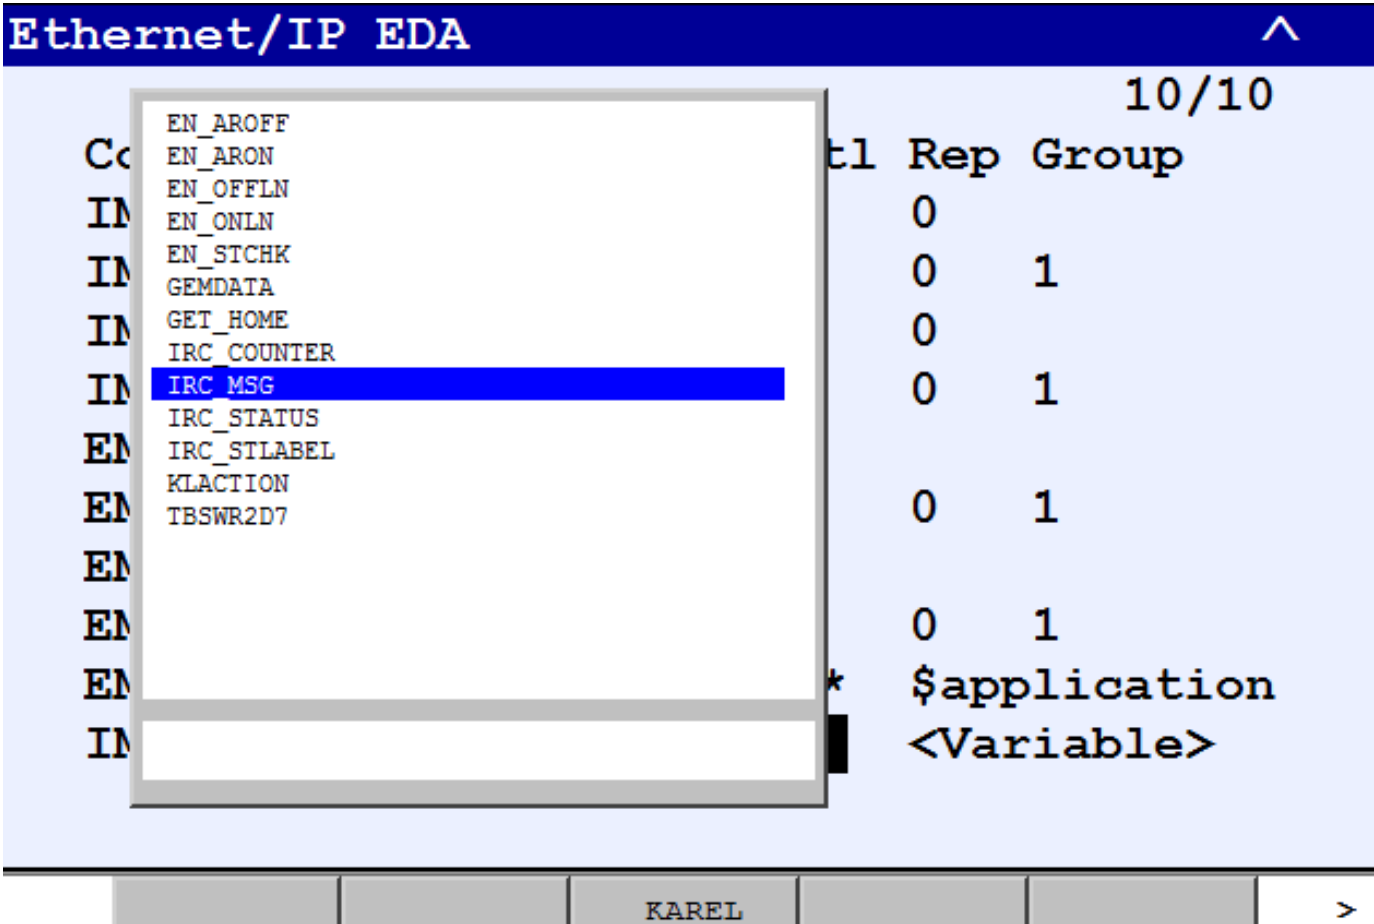 Ethernet/IP EDA ^
10/10
tl Rep Group
EN_AROFF
EN_ARON
EN_OFFLN
EN_ONLN
EN_STCHK
GEMDATA
GET_HOME
IRC_COUNTER
IRC_MSG
IRC_STATUS
IRC_STLABEL
KLACTION
TBSWR2D7
0
0 1
0
0 1
0 1
0 1
* $application
<Variable>
KAREL >